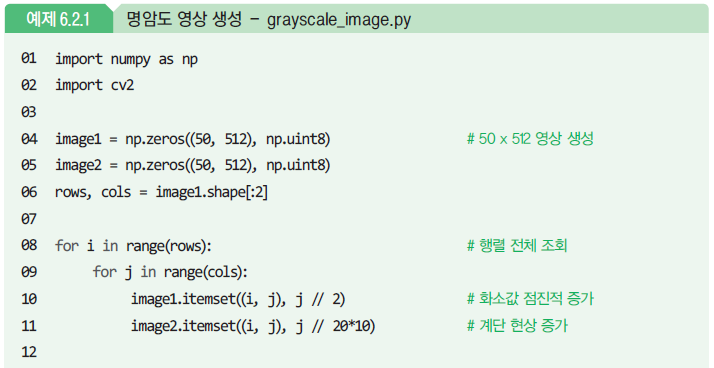 예제 6.2.1 명암도 영상 생성 - grayscale_image.py
01 import numpy as np
02 import cv2
03
04 image1 = np.zeros((50, 512), np.uint8) # 50 x 512 영상 생성
05 image2 = np.zeros((50, 512), np.uint8)
06 rows, cols = image1.shape[:2]
07
08 for i in range(rows): # 행렬 전체 조회
09 for j in range(cols):
10 image1.itemset((i, j), j // 2) # 화소값 점진적 증가
11 image2.itemset((i, j), j // 20*10) # 계단 현상 증가
12